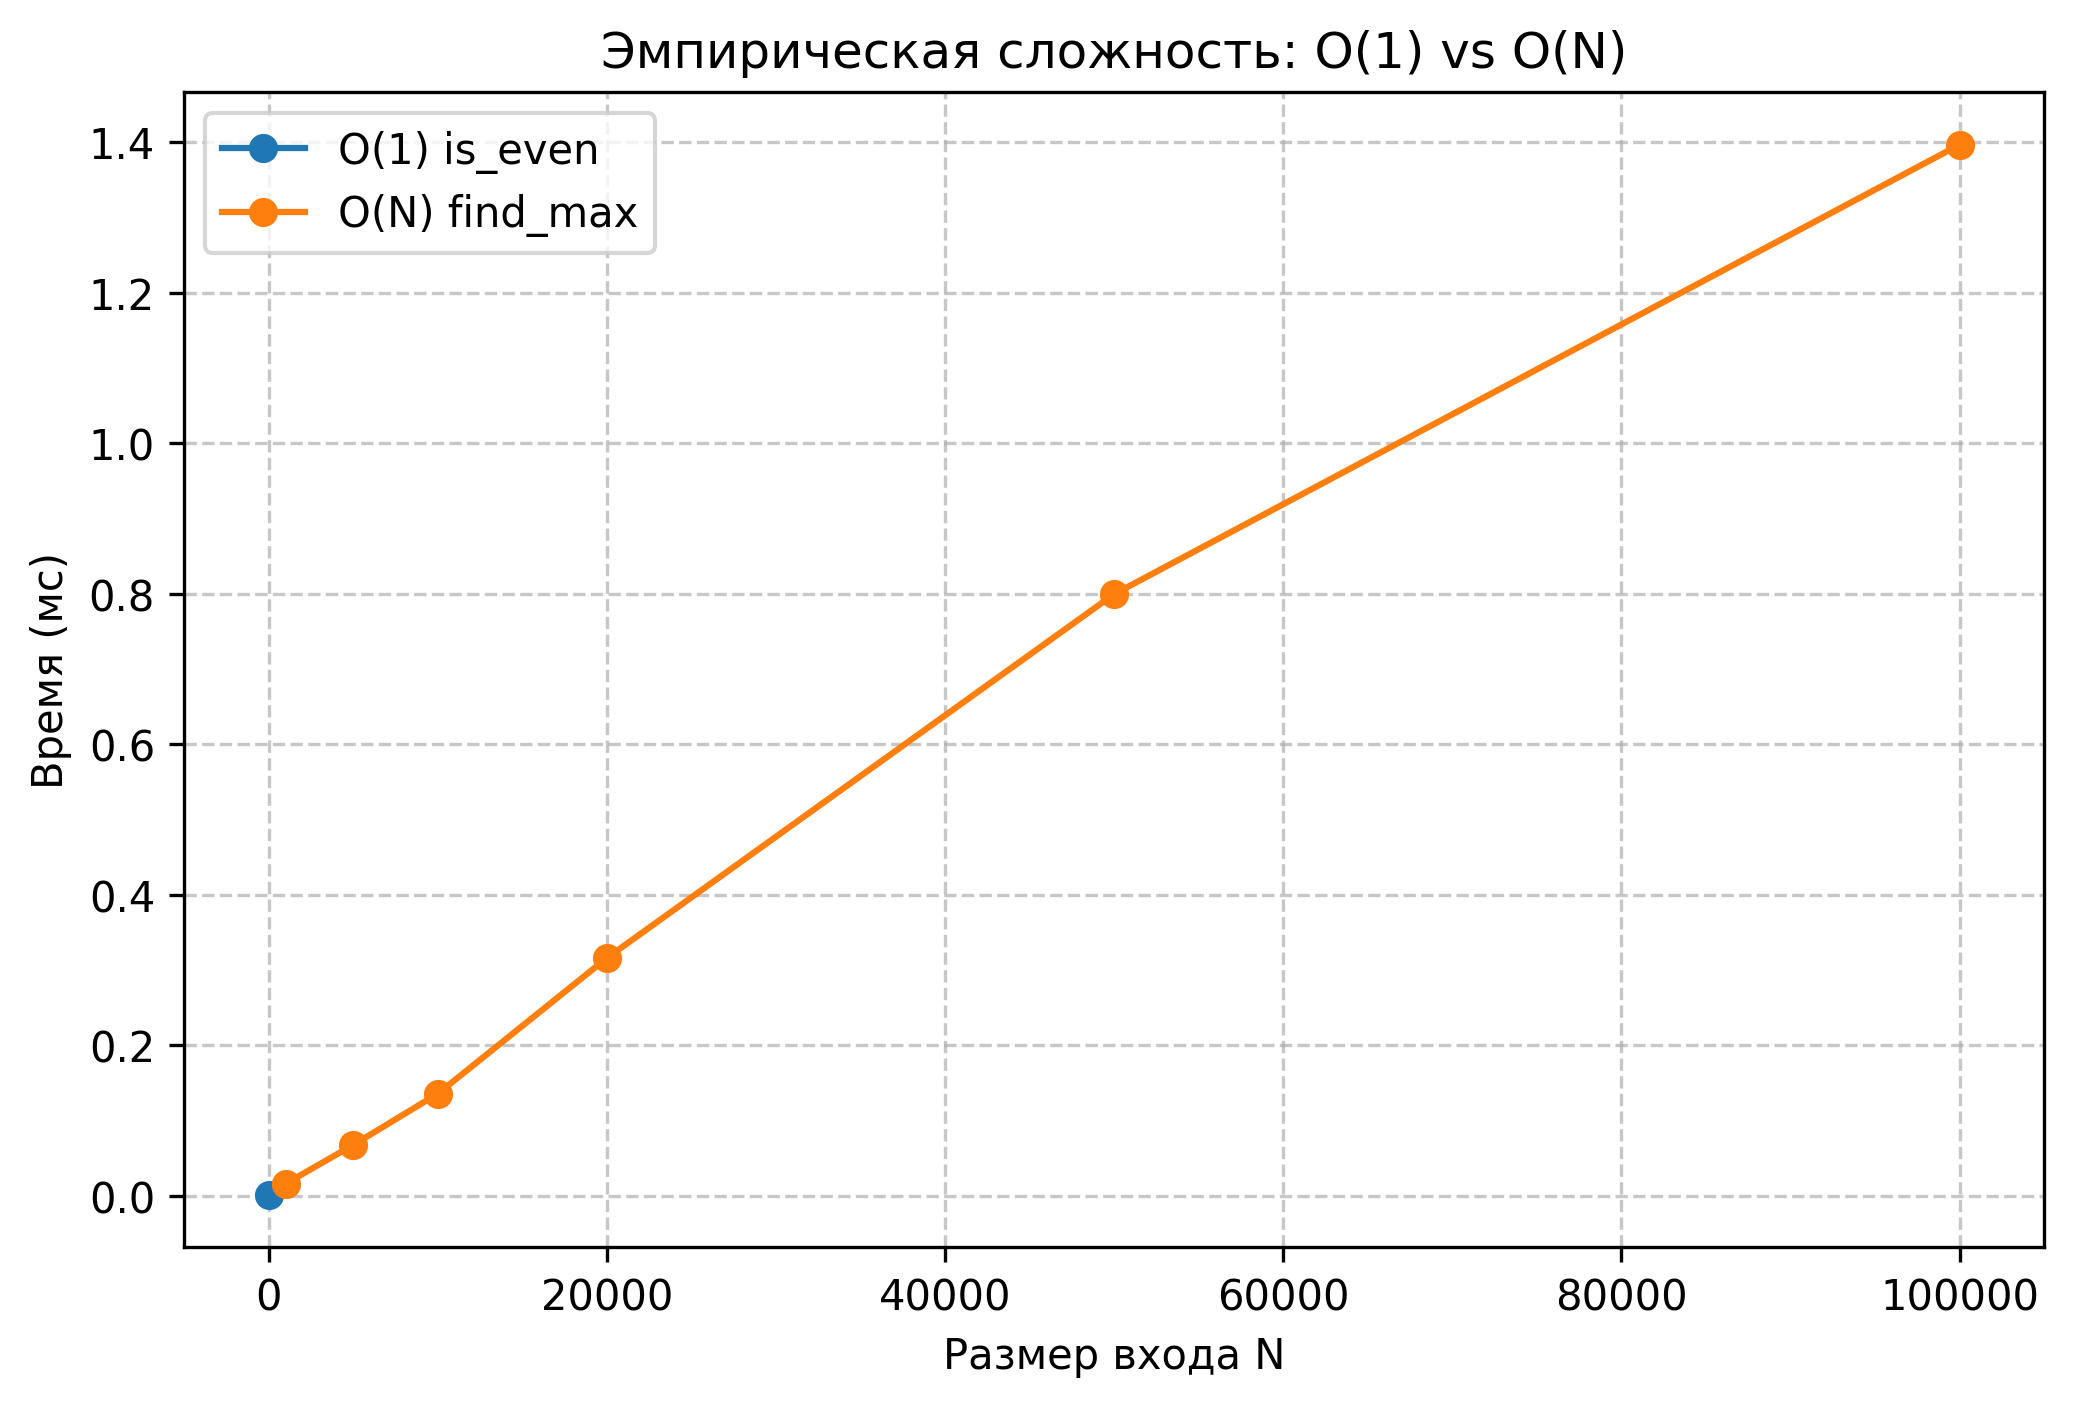 Эмпирическая сложность: O(1) vs O(N)
O(1) is_even
O(N) find_max
1.4
1.2
1.0
0.8
0.6
0.4
0.2
0.0
Время (мс)
0 20000 40000 60000 80000 100000
Размер входа N